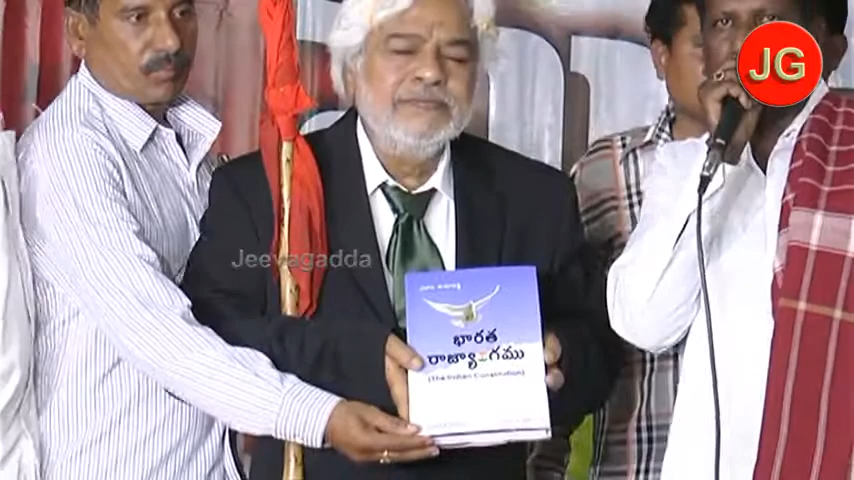 JG
Jeevagadda
భారత
రాజ్యాంగము
(The Indian Constitution)